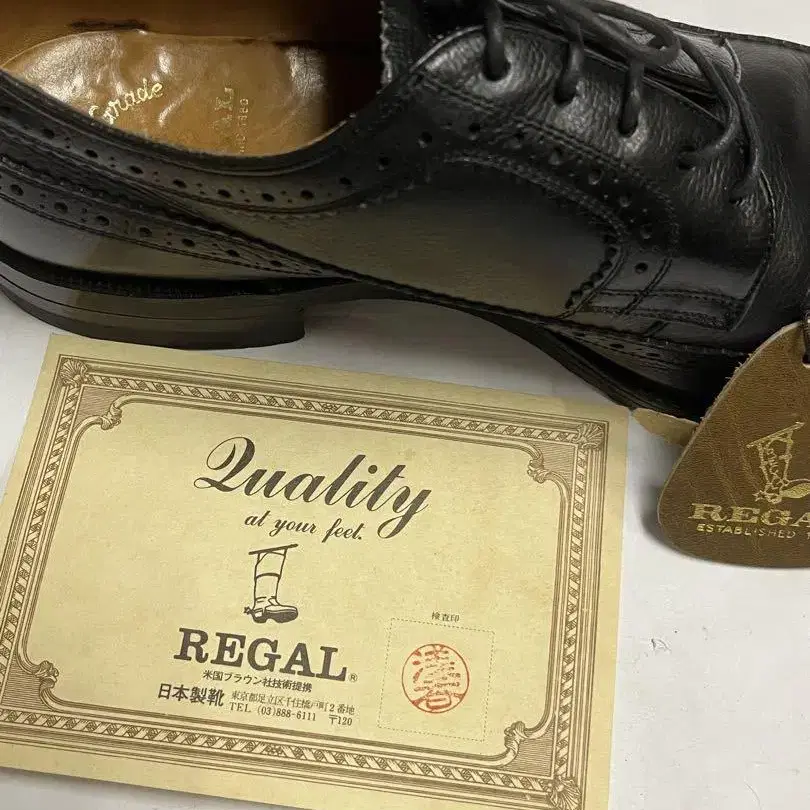 Grade
1880
Quality
at your feet.
検査印
REGAL®
米国ブラウン社技術提携
日本製靴 東京都足立区千住橋戸町2番地
TEL (03)888-6111 〒120
REGA
ESTABLISHED